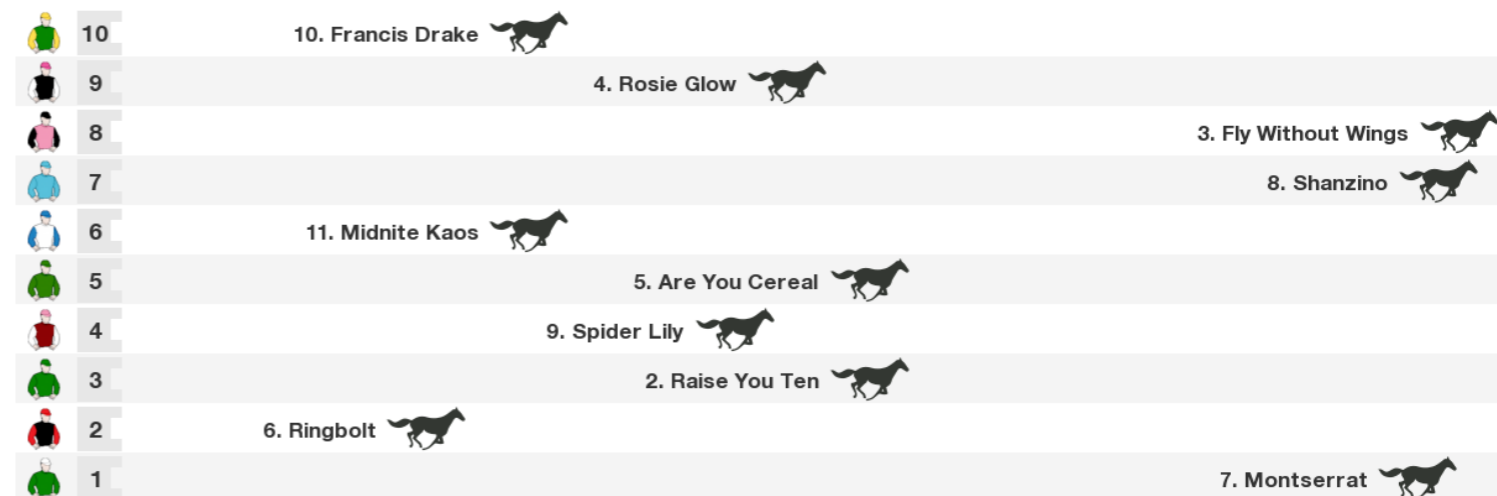 10 10. Francis Drake
9 4. Rosie Glow
8 3. Fly Without Wings
7 8. Shanzino
6 11. Midnite Kaos
5 5. Are You Cereal
4 9. Spider Lily
3 2. Raise You Ten
2 6. Ringbolt
1 7. Montserrat